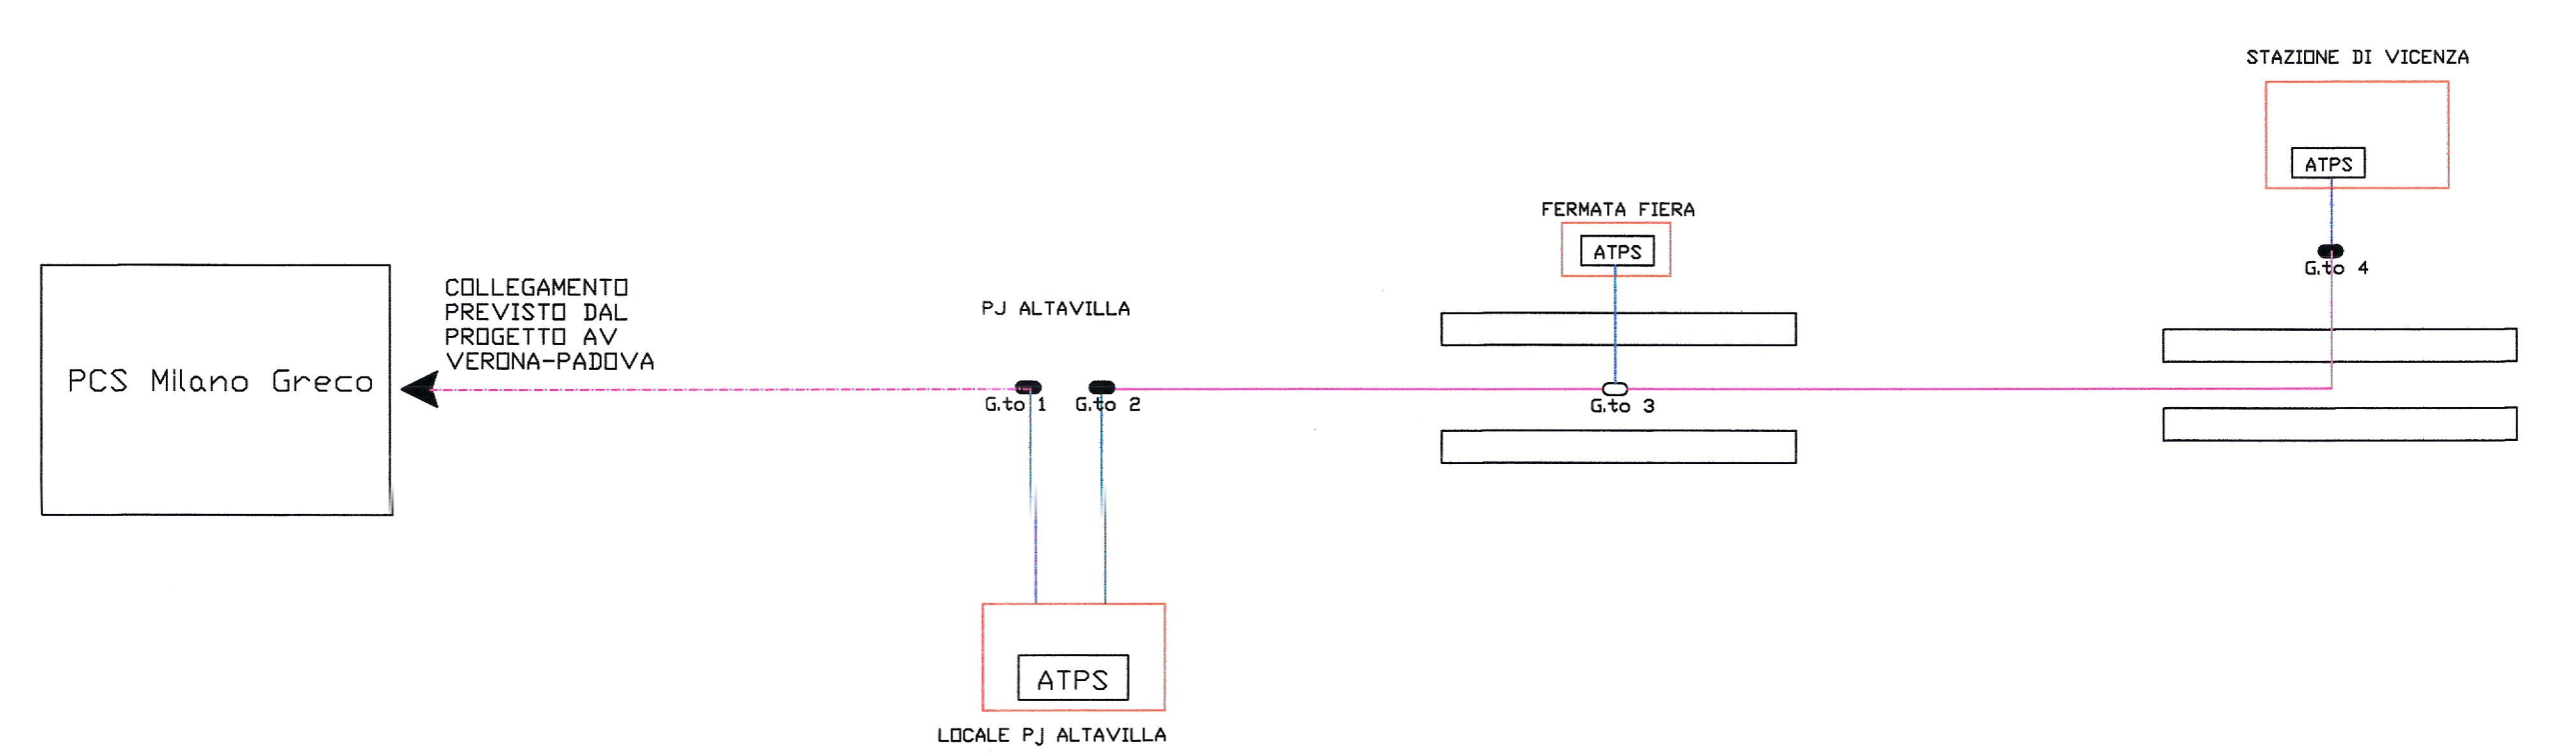 STAZIONE DI VICENZA
ATPS
G.to 4
FERMATA FIERA
ATPS
G.to 3
COLLEGAMENTO
PREVISTO DAL
PROGETTO AV
VERONA-PADOVA
PCS Milano Greco
PJ ALTAVILLA
G.to 1
G.to 2
ATPS
LOCALE PJ ALTAVILLA